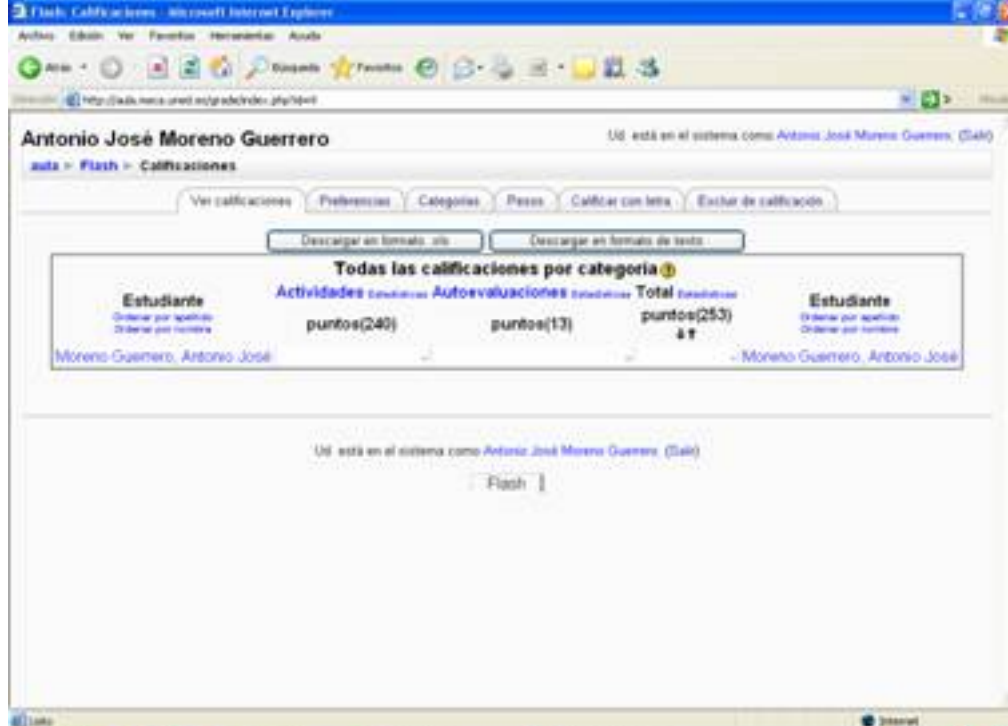 Flash: Calificaciones - Microsoft Internet Explorer
Archivo Edición Ver Favoritos Herramientas Ayuda
Atrás Búsqueda Favoritos
Antonio José Moreno Guerrero
Ud. está en el sistema como Antonio José Moreno Guerrero. (Salir)
aula ► Flash ► Calificaciones
Ver calificaciones Preferencias Categorías Pesos Calificar con letra Excluir de calificación
Descargar en formato .xls Descargar en formato de texto
Todas las calificaciones por categoría
Estudiante Actividades Estadísticas Autoevaluaciones Estadísticas Total Estadísticas Estudiante
Ordenar por apellido puntos(240) puntos(13) puntos(253) Ordenar por apellido
Ordenar por nombre ↓↑ Ordenar por nombre
Moreno Guerrero, Antonio José Moreno Guerrero, Antonio José
Ud. está en el sistema como Antonio José Moreno Guerrero. (Salir)
Flash
Listo Internet